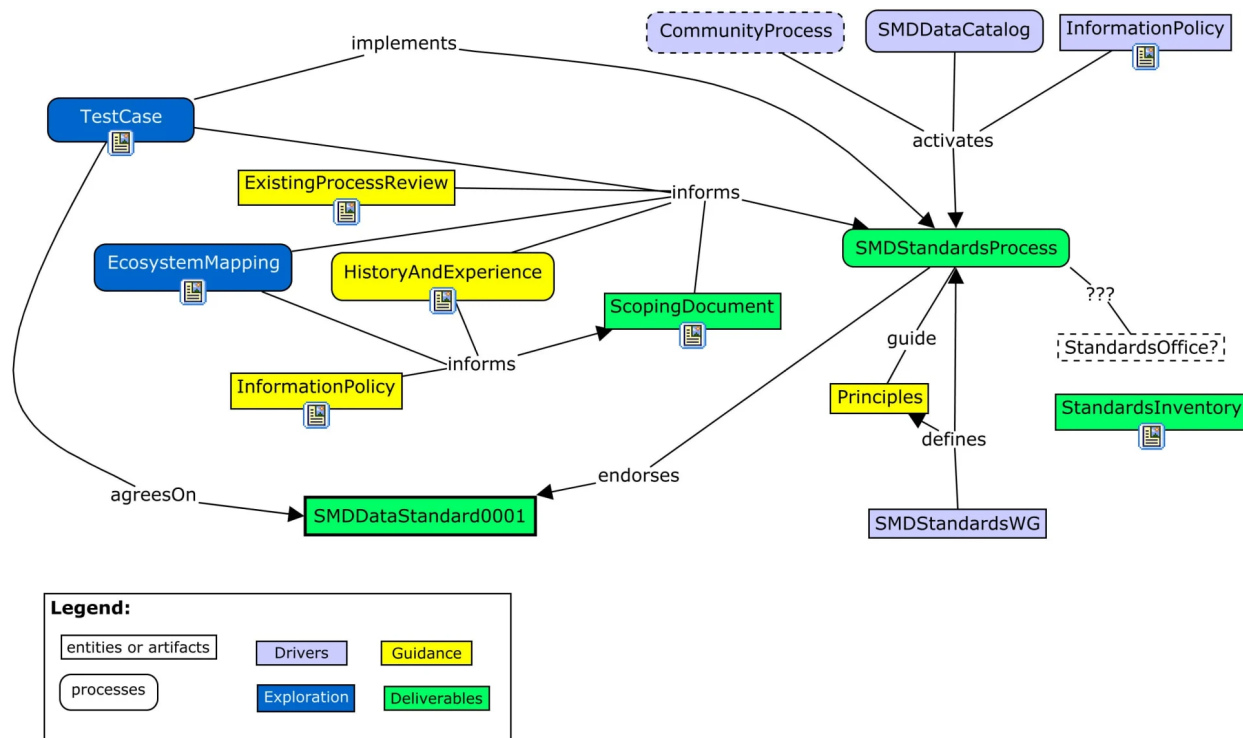 implements
CommunityProcess
SMDDataCatalog
InformationPolicy
TestCase
activates
ExistingProcessReview
informs
SMDStandardsProcess
EcosystemMapping
HistoryAndExperience
ScopingDocument
???
guide
StandardsOffice?
informs
InformationPolicy
Principles
StandardsInventory
defines
endorses
agreesOn
SMDDataStandard0001
SMDStandardsWG
Legend:
entities or artifacts
Drivers
Guidance
processes
Exploration
Deliverables